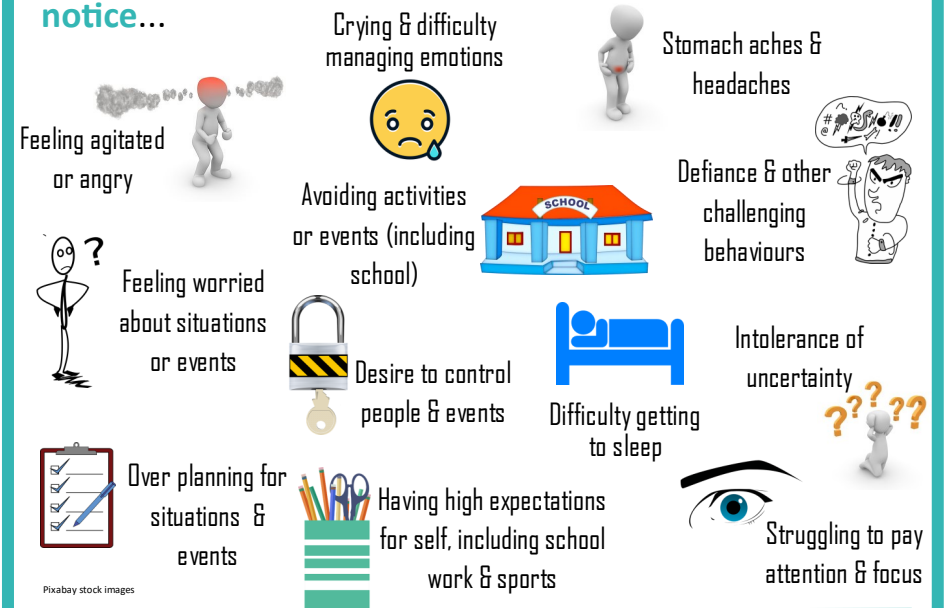 notice...
Crying & difficulty
managing emotions
Stomach aches &
headaches
Feeling agitated
or angry
#
@
!!
Avoiding activities
or events (including
school)
SCHOOL
Defiance & other
challenging
behaviours
?
Feeling worried
about situations
or events
Desire to control
people & events
Difficulty getting
to sleep
Intolerance of
uncertainty
? ? ? ? ?
Over planning for
situations &
events
Having high expectations
for self, including school
work & sports
Struggling to pay
attention & focus
Pixabay stock images